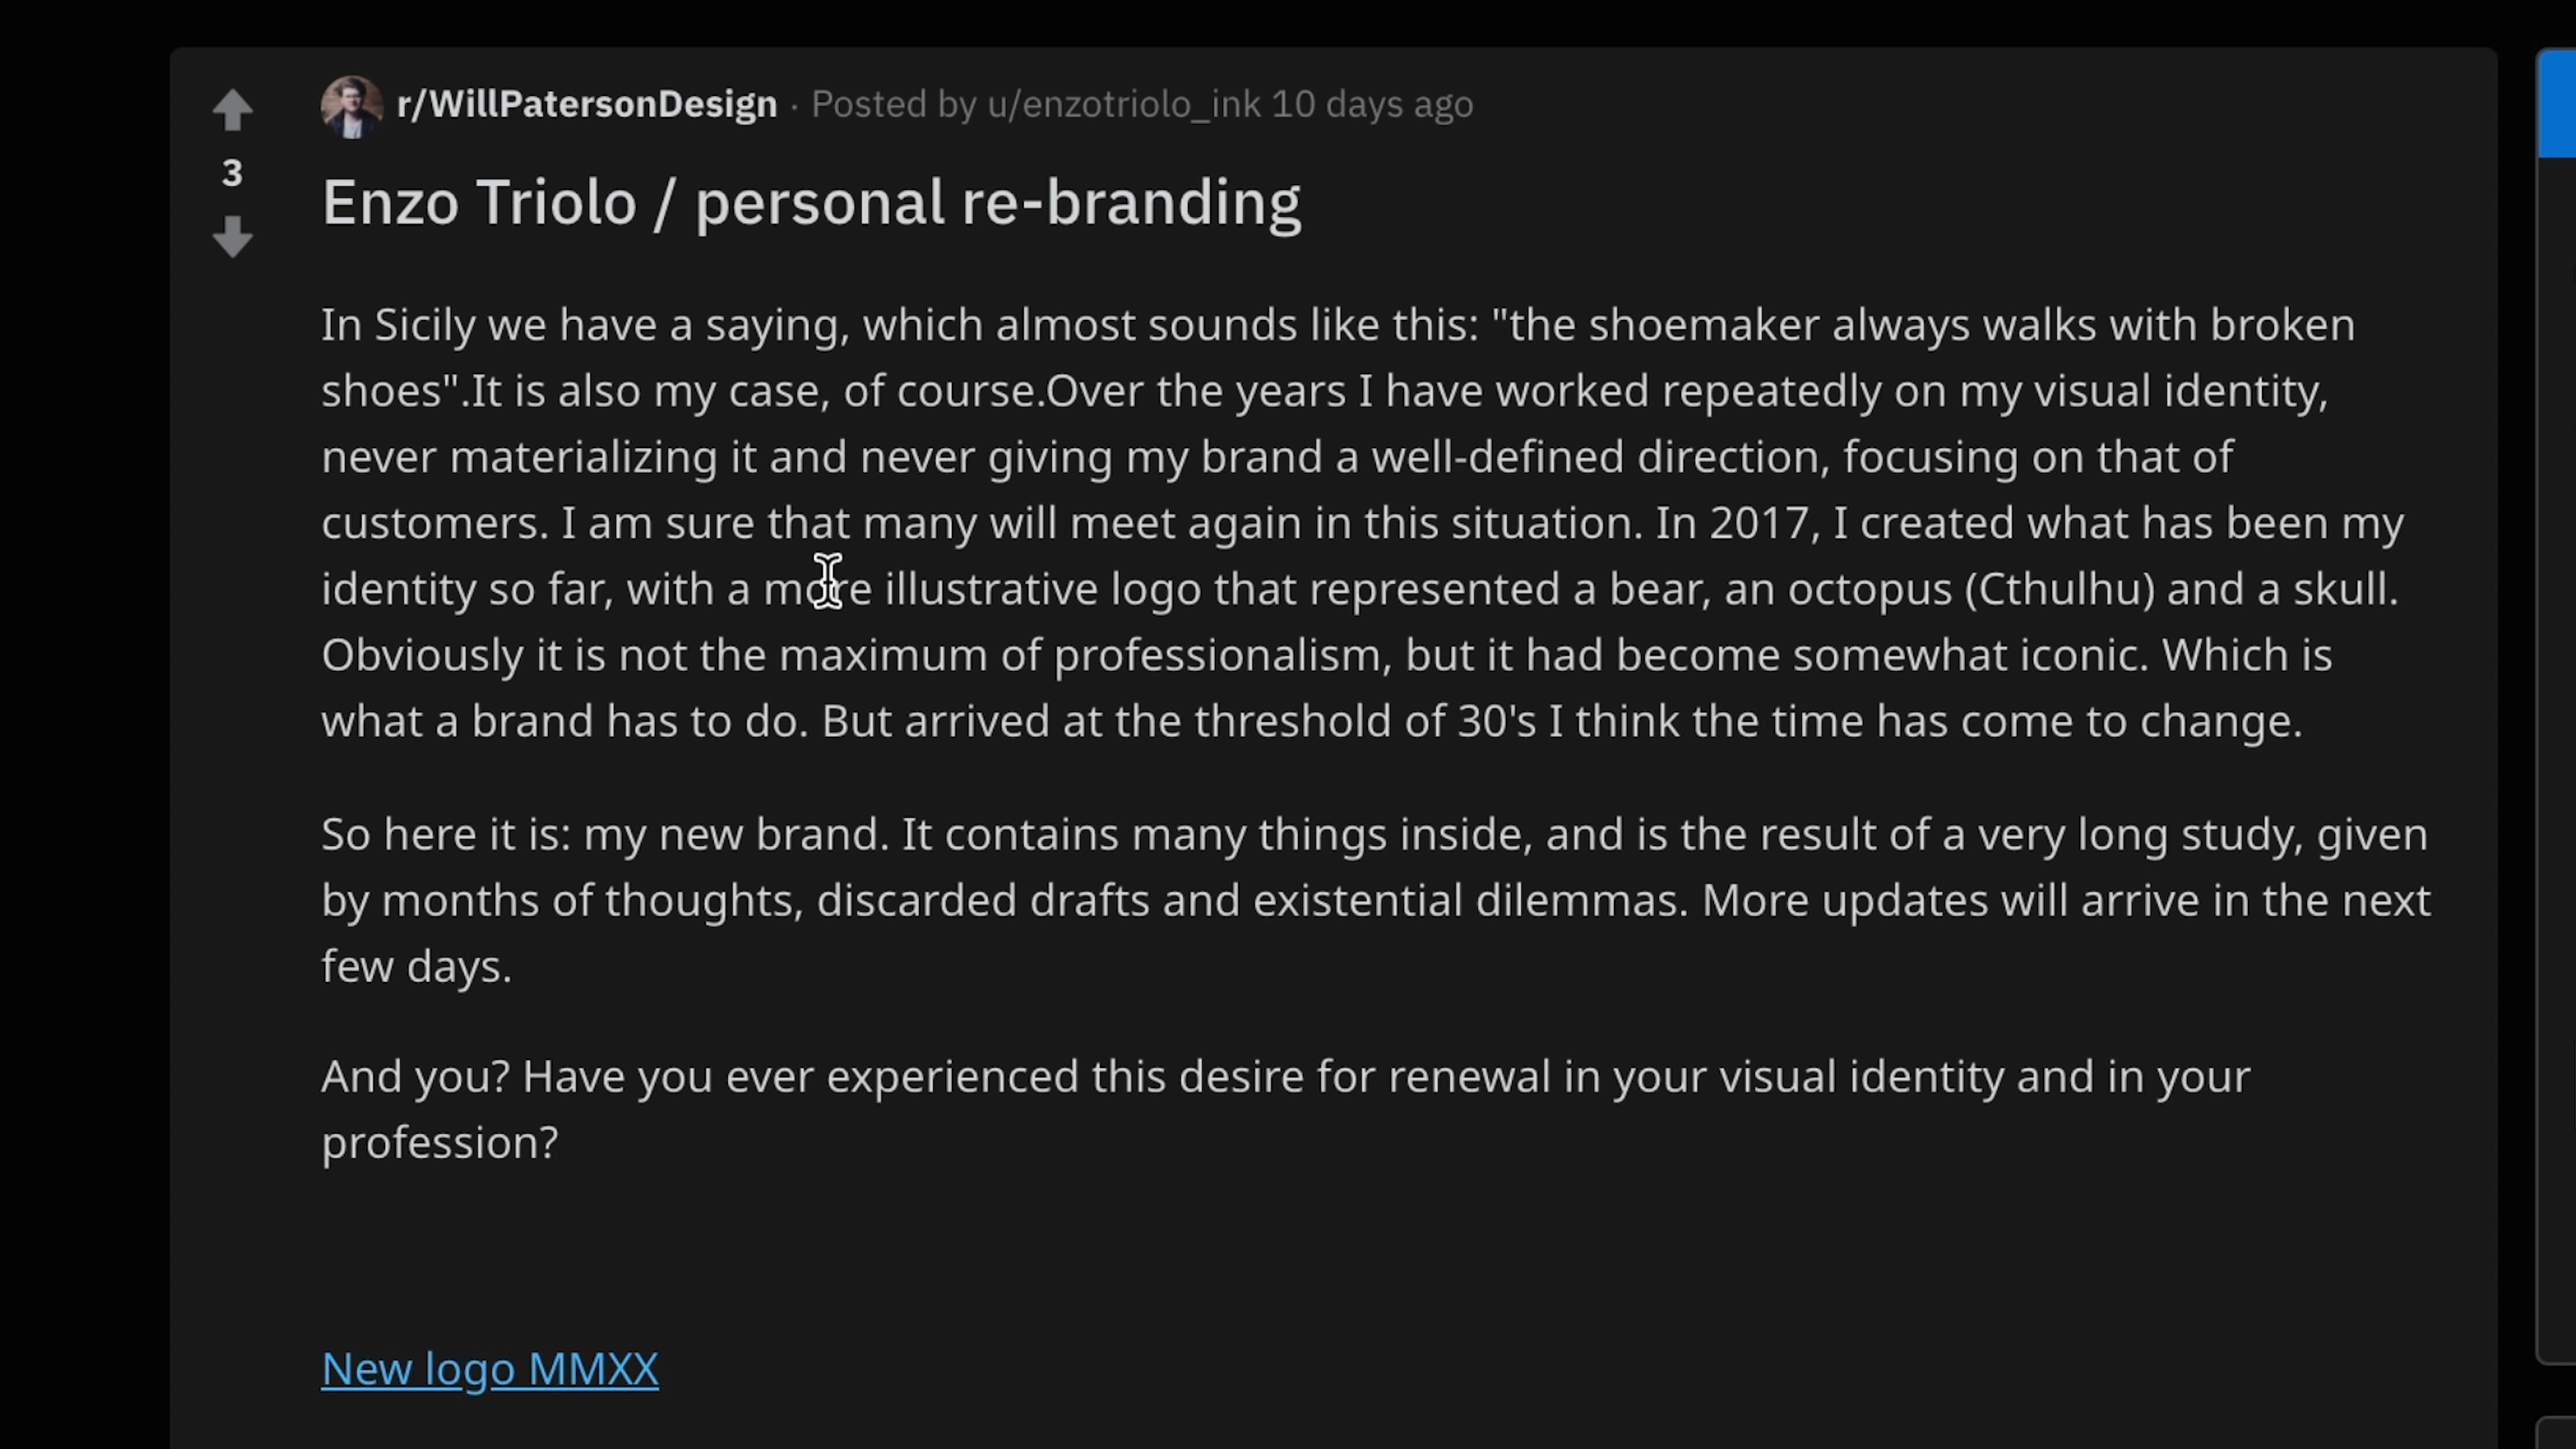 r/WillPatersonDesign · Posted by u/enzotriolo_ink 10 days ago
3
Enzo Triolo / personal re-branding
In Sicily we have a saying, which almost sounds like this: "the shoemaker always walks with broken
shoes".It is also my case, of course.Over the years I have worked repeatedly on my visual identity,
never materializing it and never giving my brand a well-defined direction, focusing on that of
customers. I am sure that many will meet again in this situation. In 2017, I created what has been my
identity so far, with a more illustrative logo that represented a bear, an octopus (Cthulhu) and a skull.
Obviously it is not the maximum of professionalism, but it had become somewhat iconic. Which is
what a brand has to do. But arrived at the threshold of 30's I think the time has come to change.
So here it is: my new brand. It contains many things inside, and is the result of a very long study, given
by months of thoughts, discarded drafts and existential dilemmas. More updates will arrive in the next
few days.
And you? Have you ever experienced this desire for renewal in your visual identity and in your
profession?
New logo MMXX